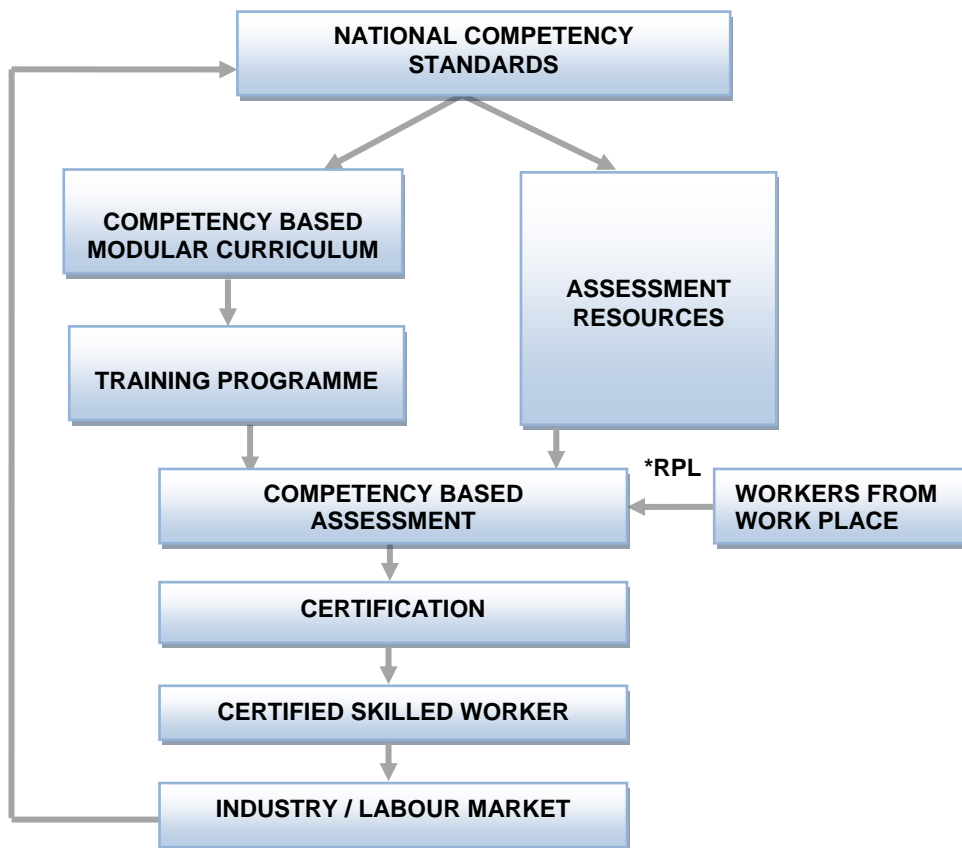 NATIONAL COMPETENCY
STANDARDS
COMPETENCY BASED
MODULAR CURRICULUM
ASSESSMENT
RESOURCES
TRAINING PROGRAMME
*RPL
COMPETENCY BASED
ASSESSMENT
WORKERS FROM
WORK PLACE
CERTIFICATION
CERTIFIED SKILLED WORKER
INDUSTRY / LABOUR MARKET